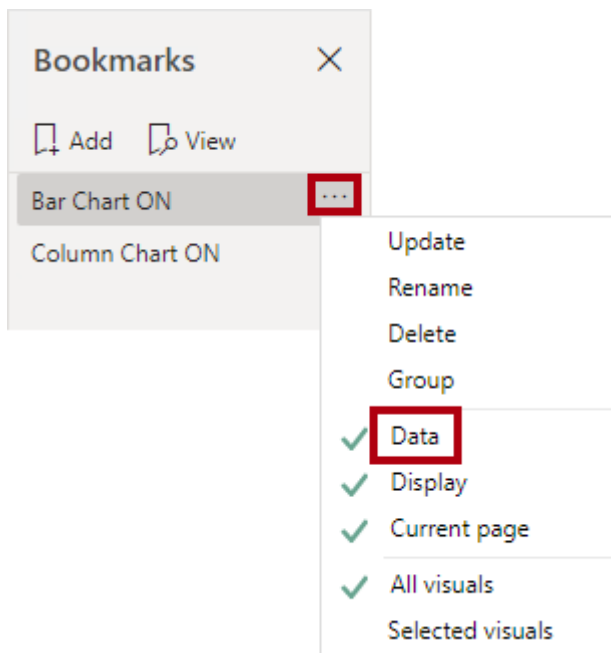 Bookmarks
Add View
Bar Chart ON ...
Column Chart ON
Update
Rename
Delete
Group
Data
Display
Current page
All visuals
Selected visuals